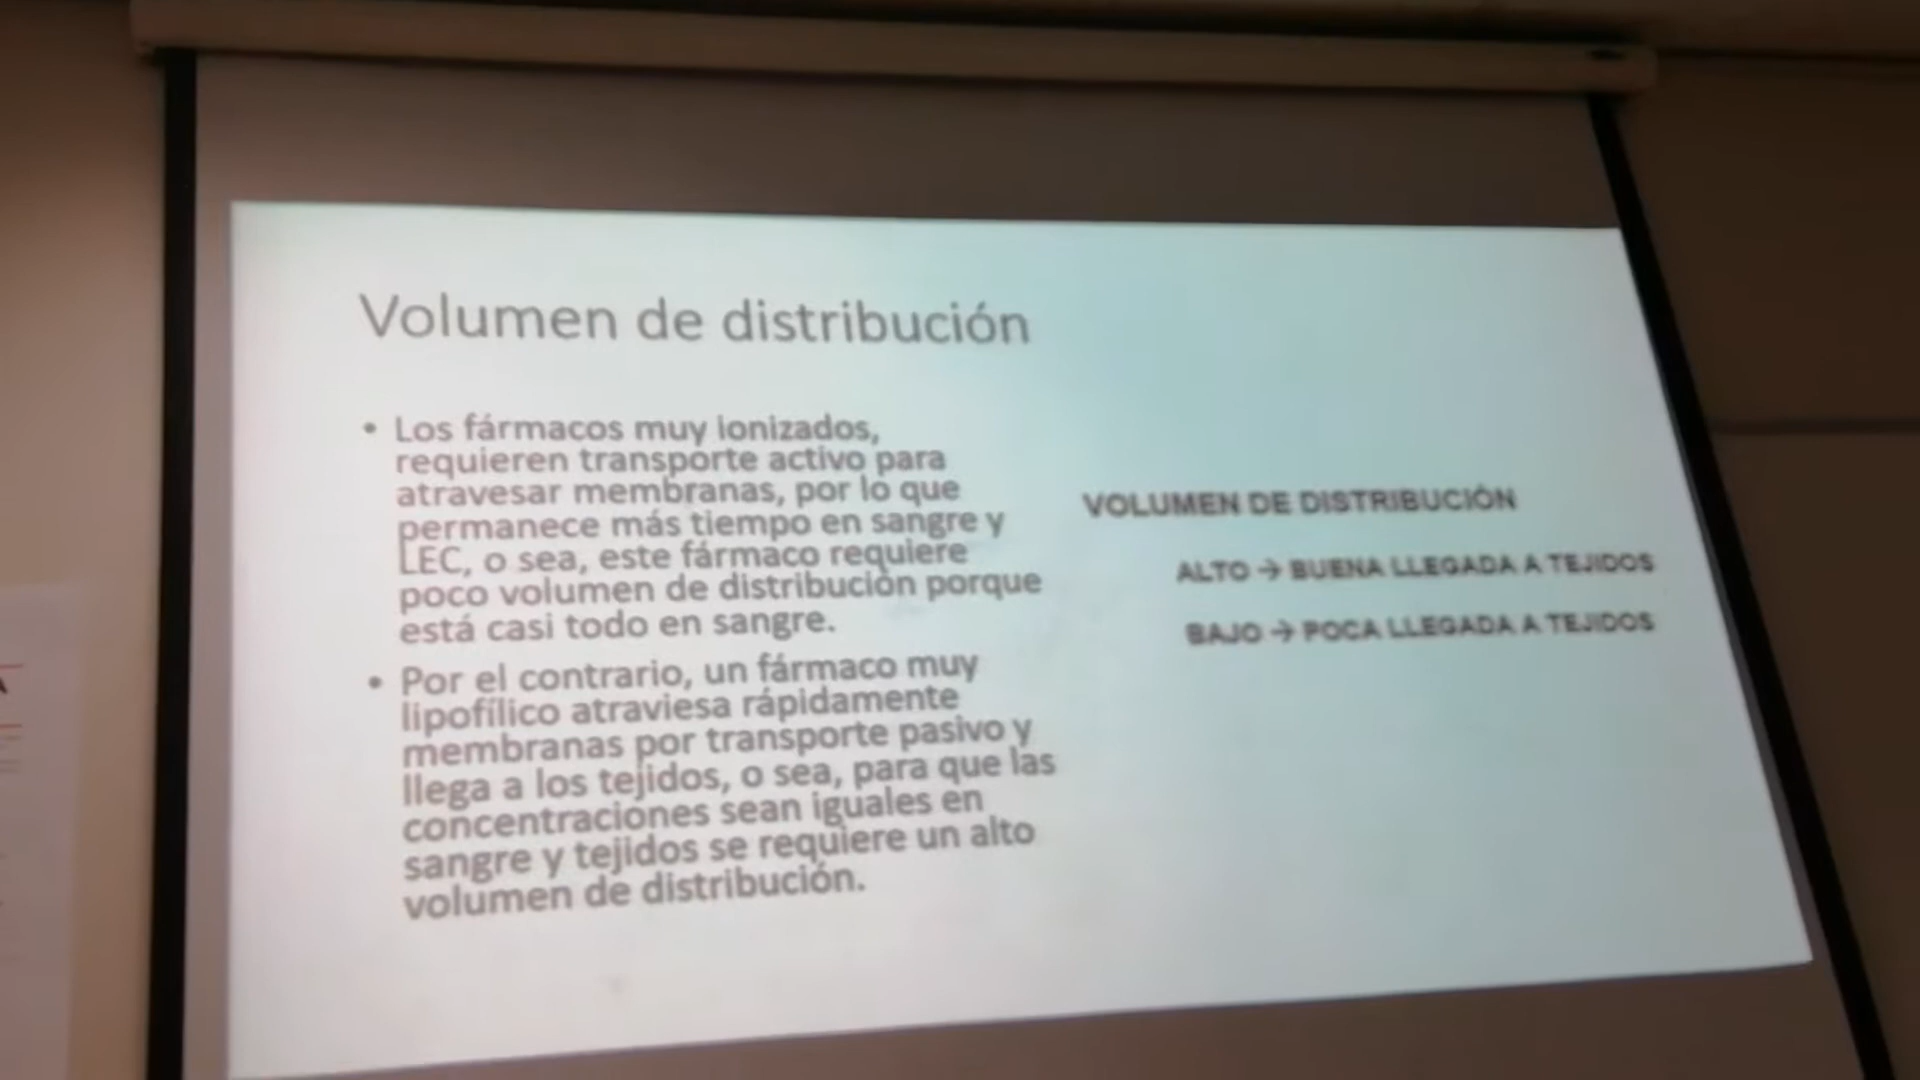 Volumen de distribución
• Los fármacos muy ionizados,
requieren transporte activo para
atravesar membranas, por lo que
permanece más tiempo en sangre y
LEC, o sea, este fármaco requiere
poco volumen de distribución porque
está casi todo en sangre.
• Por el contrario, un fármaco muy
lipofílico atraviesa rápidamente
membranas por transporte pasivo y
llega a los tejidos, o sea, para que las
concentraciones sean iguales en
sangre y tejidos se requiere un alto
volumen de distribución.
VOLUMEN DE DISTRIBUCIÓN
ALTO → BUENA LLEGADA A TEJIDOS
BAJO → POCA LLEGADA A TEJIDOS